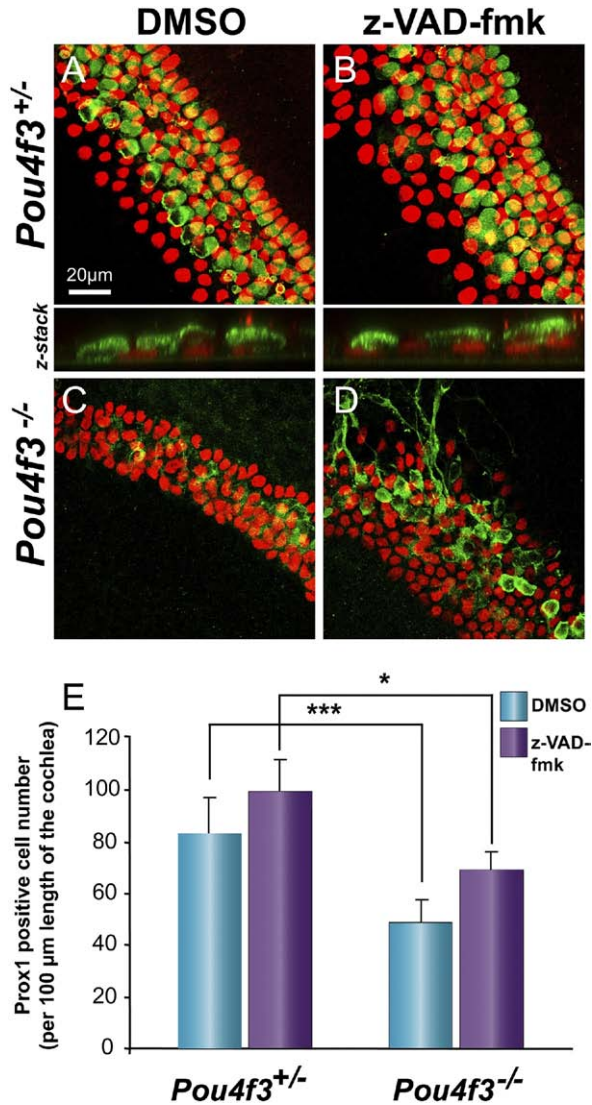 DMSO
z-VAD-fmk
Pou4f3+/-
A
B
20μm
z-stack
Pou4f3-/-
C
D
E
*
***
DMSO
z-VAD-
fmk
Prox1 positive cell number
(per 100 μm length of the cochlea)
120
100
80
60
40
20
0
Pou4f3+/-
Pou4f3-/-